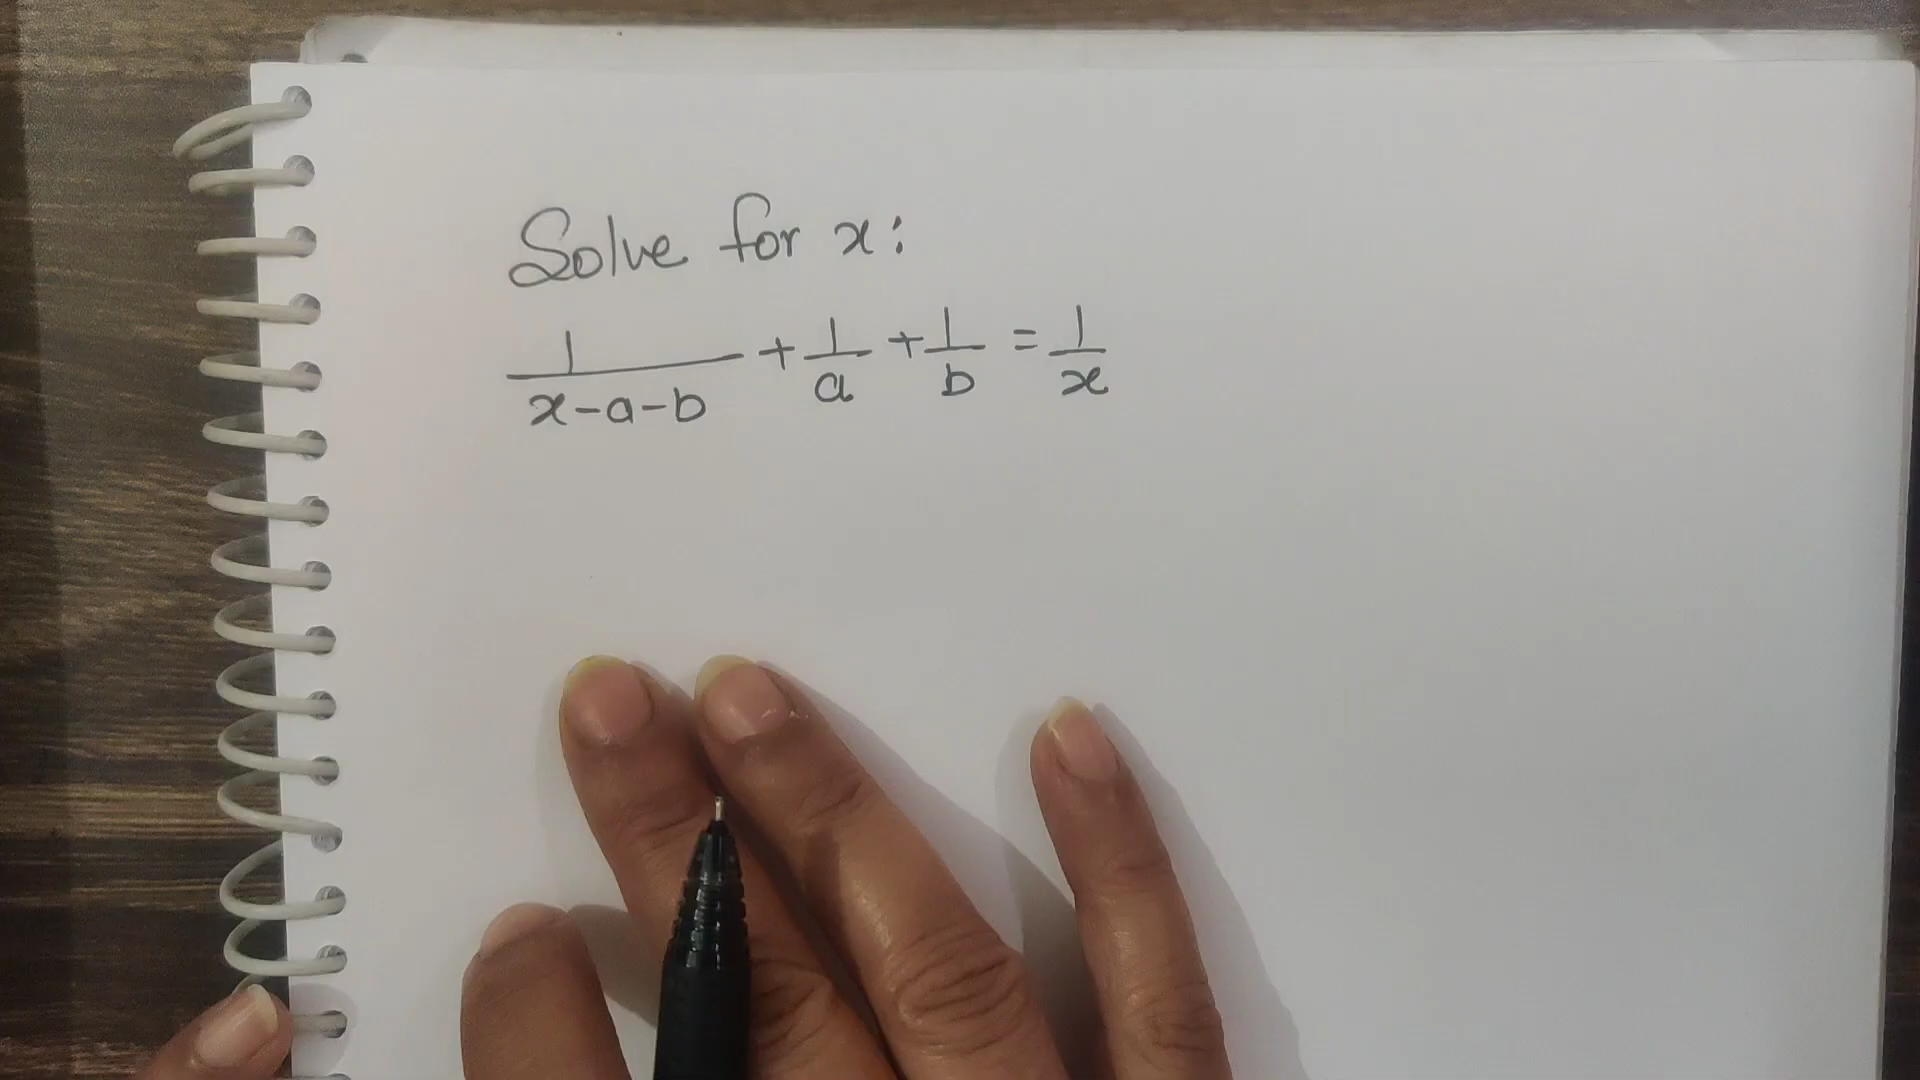 Solve for x:
1/(x-a-b) + 1/a + 1/b = 1/x